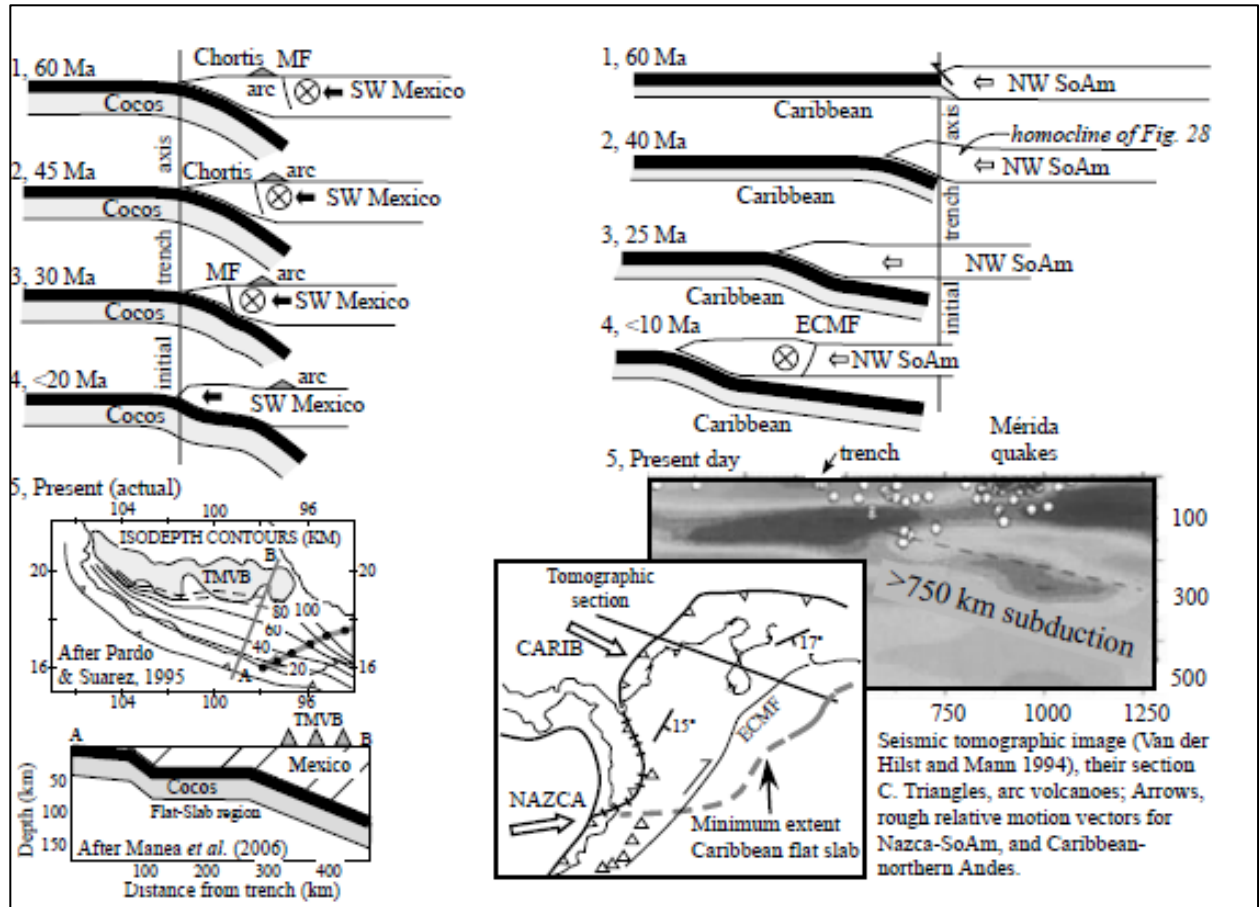 Chortis MF
1, 60 Ma
arc
SW Mexico
Cocos
axis
2, 45 Ma
Chortis
arc
SW Mexico
Cocos
trench
3, 30 Ma
MF
arc
SW Mexico
Cocos
initial
4, <20 Ma
arc
SW Mexico
Cocos
5, Present (actual)
104 100 96
ISODEPTH CONTOURS (KM)
B
20 20
TMVB
80 100
60
40
20
16 16
A
After Pardo
& Suarez, 1995
104 100 96
TMVB
A B
Mexico
50
Cocos
100
Flat-Slab region
150
Depth (km)
After Manea et al. (2006)
100 200 300 400
Distance from trench (km)
1, 60 Ma
NW SoAm
Caribbean
axis
homocline of Fig. 28
2, 40 Ma
NW SoAm
Caribbean
trench
3, 25 Ma
NW SoAm
Caribbean
initial
4, <10 Ma
ECMF
NW SoAm
Caribbean
5, Present day
trench
Mérida
quakes
100
300
500
>750 km subduction
750 1000 1250
Tomographic
section
17°
CARIB
15°
ECMF
NAZCA
Minimum extent
Caribbean flat slab
Seismic tomographic image (Van der
Hilst and Mann 1994), their section
C. Triangles, arc volcanoes; Arrows,
rough relative motion vectors for
Nazca-SoAm, and Caribbean-
northern Andes.